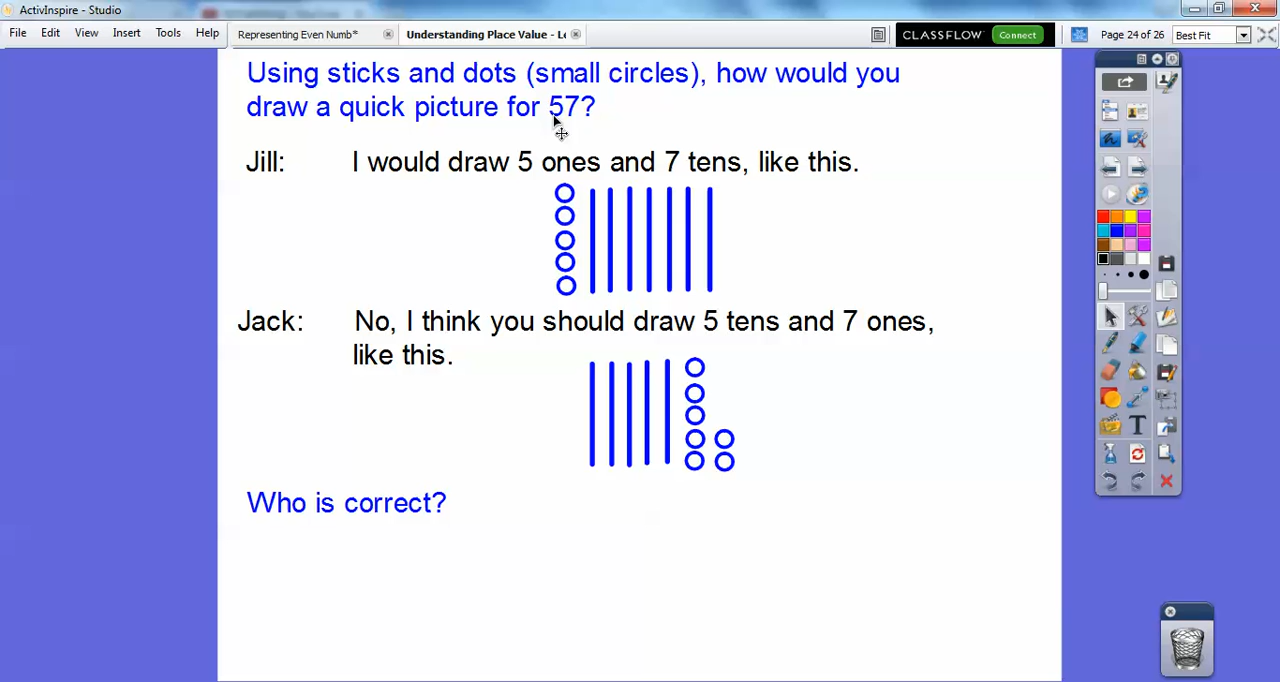 ActivInspire - Studio
File Edit View Insert Tools Help Representing Even Numb* Understanding Place Value - Le CLASSFLOW Connect Page 24 of 26 Best Fit
Using sticks and dots (small circles), how would you
draw a quick picture for 57?
Jill: I would draw 5 ones and 7 tens, like this.
Jack: No, I think you should draw 5 tens and 7 ones,
like this.
Who is correct?